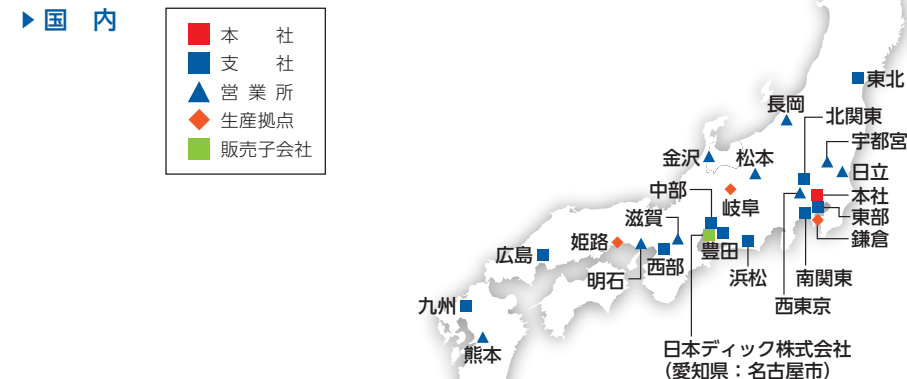 国 内
本 社
支 社
営 業 所
生産拠点
販売子会社
東北
長岡
北関東
宇都宮
金沢
松本
日立
中部
本社
岐阜
滋賀
東部
姫路
鎌倉
広島
豊田
西部
浜松
南関東
明石
西東京
九州
熊本
日本ディック株式会社
（愛知県：名古屋市）